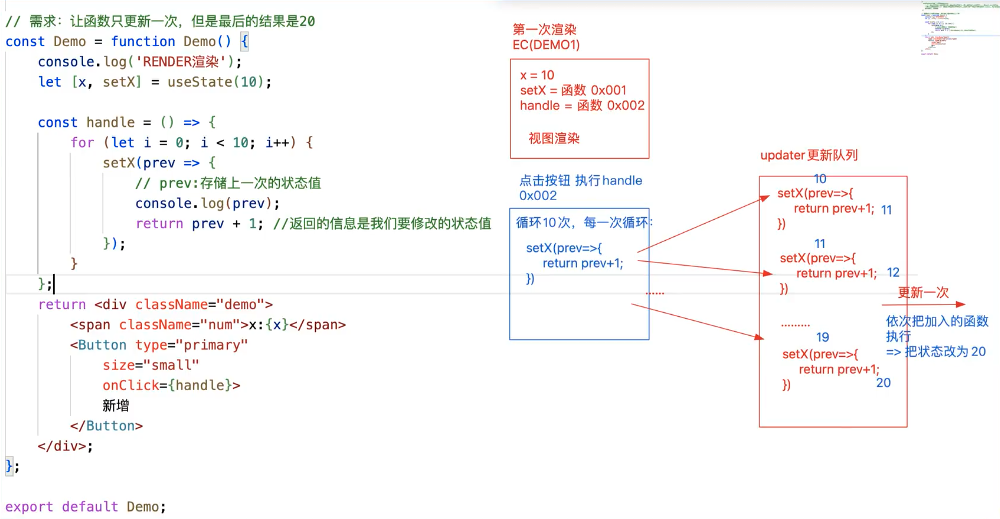 // 需求：让函数只更新一次，但是最后的结果是20
const Demo = function Demo() {
console.log('RENDER渲染');
let [x, setX] = useState(10);
const handle = () => {
for (let i = 0; i < 10; i++) {
setX(prev => {
// prev:存储上一次的状态值
console.log(prev);
return prev + 1; //返回的信息是我们要修改的状态值
});
}
};
return <div className="demo">
<span className="num">x:{x}</span>
<Button type="primary"
size="small"
onClick={handle}>
新增
</Button>
</div>;
};
export default Demo;
第一次渲染
EC(DEMO1)
x = 10
setX = 函数 0x001
handle = 函数 0x002
视图渲染
点击按钮 执行handle
0x002
循环10次，每一次循环：
setX(prev=>{
return prev+1;
})
......
updater更新队列
10
setX(prev=>{
return prev+1; 11
})
11
setX(prev=>{
return prev+1; 12
})
.........
19
setX(prev=>{
return prev+1;
}) 20
更新一次
依次把加入的函数
执行
=> 把状态改为20